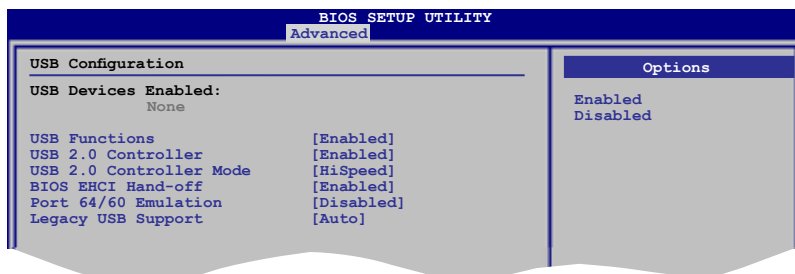 BIOS SETUP UTILITY
Advanced
USB Configuration
USB Devices Enabled:
None
USB Functions [Enabled]
USB 2.0 Controller [Enabled]
USB 2.0 Controller Mode [HiSpeed]
BIOS EHCI Hand-off [Enabled]
Port 64/60 Emulation [Disabled]
Legacy USB Support [Auto]
Options
Enabled
Disabled